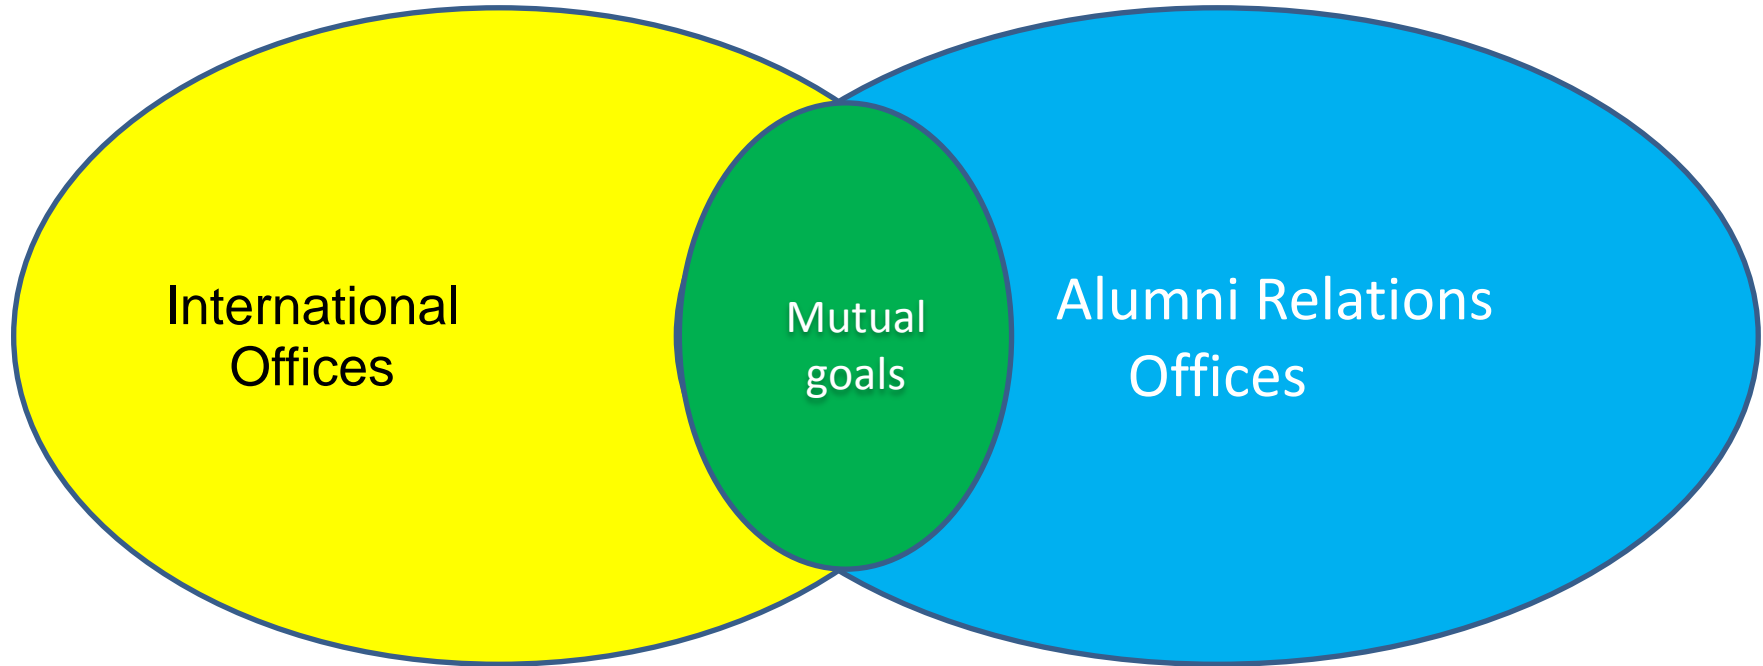 International
Offices
Mutual
goals
Alumni Relations
Offices